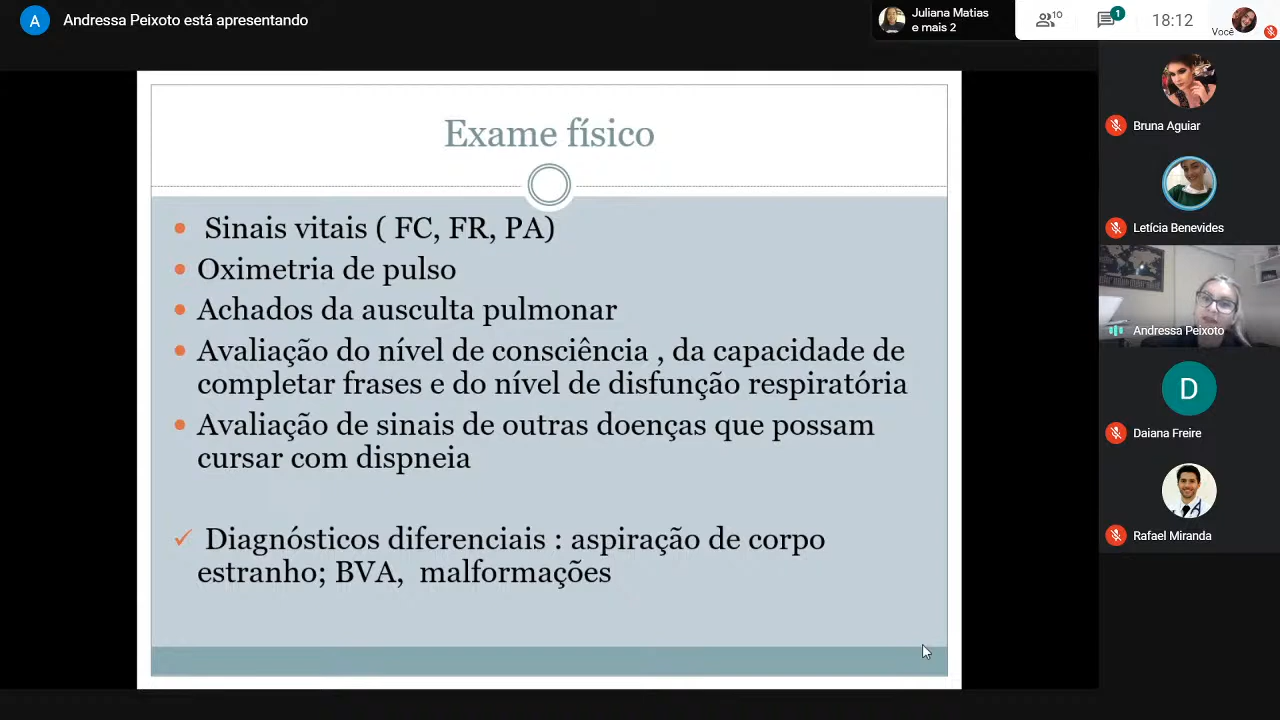 A
Andressa Peixoto está apresentando
Juliana Matias
e mais 2
10
1
18:12
Você
Exame físico
Sinais vitais ( FC, FR, PA)
Oximetria de pulso
Achados da ausculta pulmonar
Avaliação do nível de consciência , da capacidade de
completar frases e do nível de disfunção respiratória
Avaliação de sinais de outras doenças que possam
cursar com dispneia
Diagnósticos diferenciais : aspiração de corpo
estranho; BVA, malformações
Bruna Aguiar
Letícia Benevides
Andressa Peixoto
D
Daiana Freire
Rafael Miranda